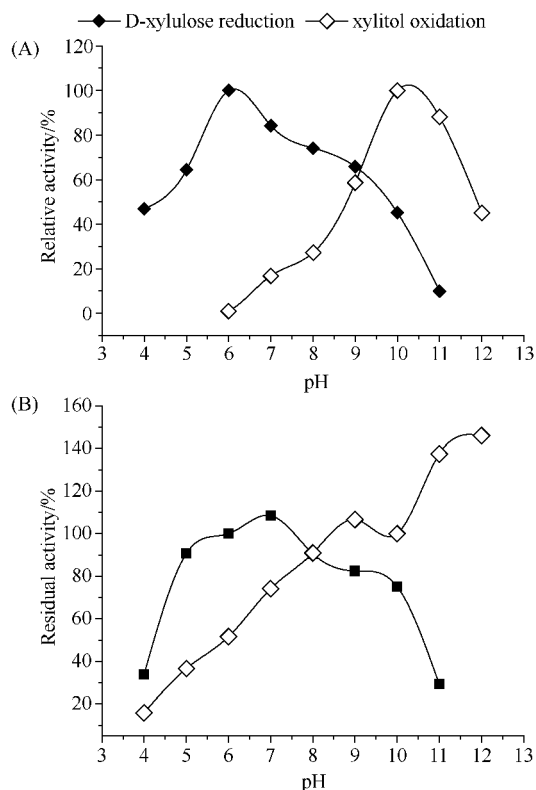 D-xylulose reduction xylitol oxidation
(A)
Relative activity/%
120
100
80
60
40
20
0
3 4 5 6 7 8 9 10 11 12 13
pH
(B)
Residual activity/%
160
140
120
100
80
60
40
20
3 4 5 6 7 8 9 10 11 12 13
pH